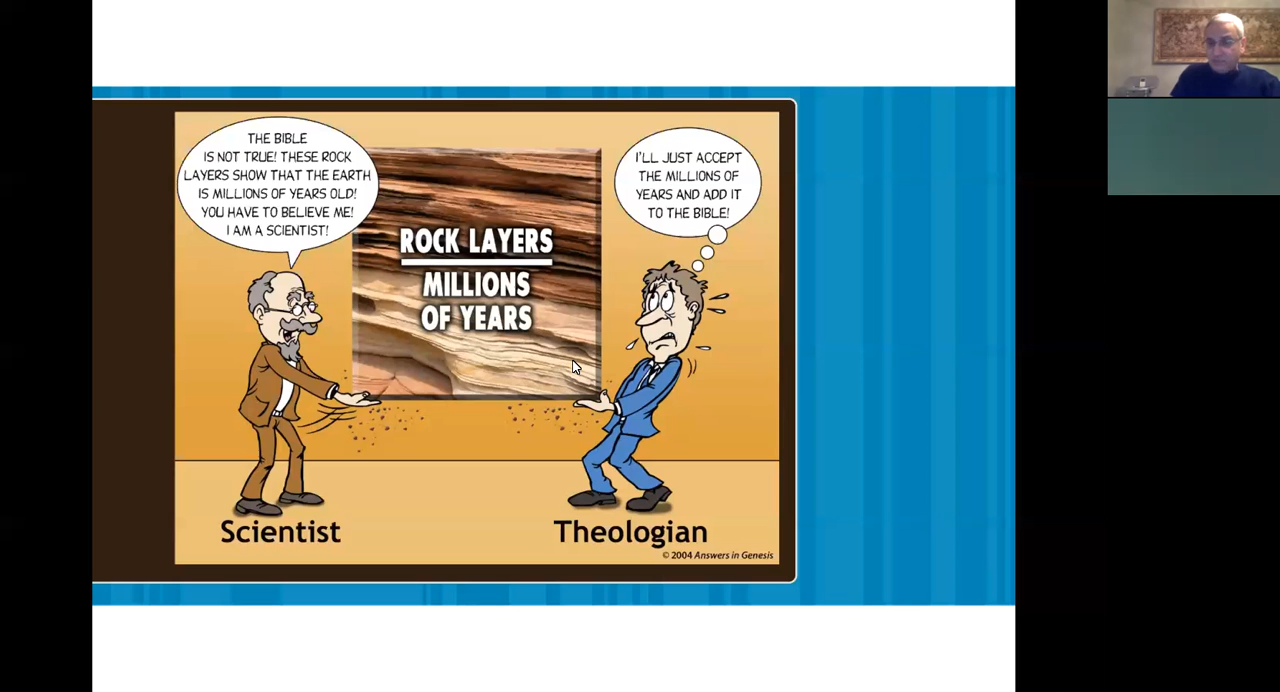 THE BIBLE
IS NOT TRUE! THESE ROCK
LAYERS SHOW THAT THE EARTH
IS MILLIONS OF YEARS OLD!
YOU HAVE TO BELIEVE ME!
I AM A SCIENTIST!
I'LL JUST ACCEPT
THE MILLIONS OF
YEARS AND ADD IT
TO THE BIBLE!
ROCK LAYERS
MILLIONS
OF YEARS
Scientist
Theologian
© 2004 Answers in Genesis